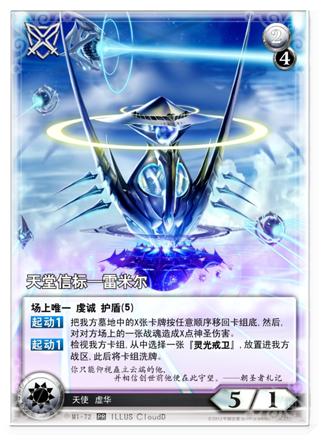 2
4
天堂信标—雷米尔
场上唯一 虔诚 护盾(5)
起动1 把我方墓地中的X张卡牌按任意顺序移回卡组底,然后,
对对方场上的一张战魂造成X点神圣伤害。
起动1 检视我方卡组,从中选择一张『灵光戒卫』,放置进我方
战区,此后将卡组洗牌。
你只能仰视矗立云端的他,
并相信创世前他便在此守望。——朝圣者札记
天使 虚华
5 / 1
M1-72 ILLUS CloudD